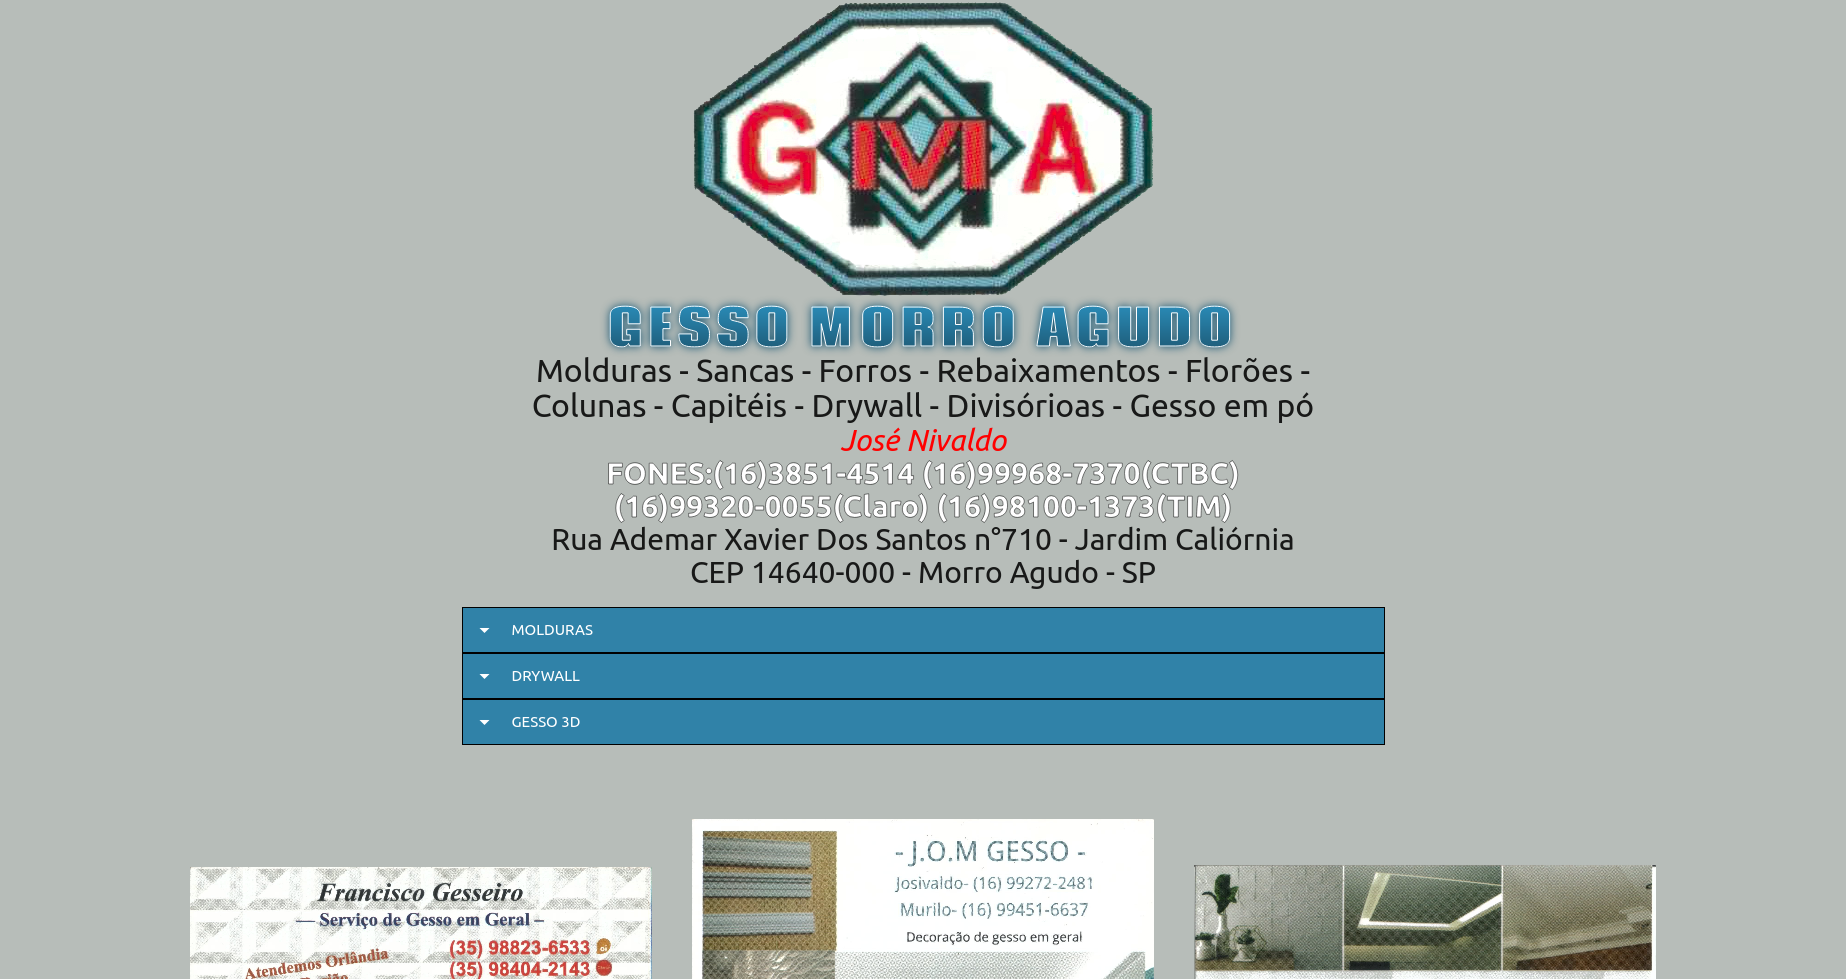 GMA
GESSO MORRO AGUDO
Molduras - Sancas - Forros - Rebaixamentos - Florões -
Colunas - Capitéis - Drywall - Divisórioas - Gesso em pó
José Nivaldo
FONES:(16)3851-4514 (16)99968-7370(CTBC)
(16)99320-0055(Claro) (16)98100-1373(TIM)
Rua Ademar Xavier Dos Santos n°710 - Jardim Caliórnia
CEP 14640-000 - Morro Agudo - SP
MOLDURAS
DRYWALL
GESSO 3D
Francisco Gesseiro
— Serviço de Gesso em Geral –
(35) 98823-6533
Atendemos Orlândia
(35) 98404-2143
- J.O.M GESSO -
Josivaldo- (16) 99272-2481
Murilo- (16) 99451-6637
Decoração de gesso em geral